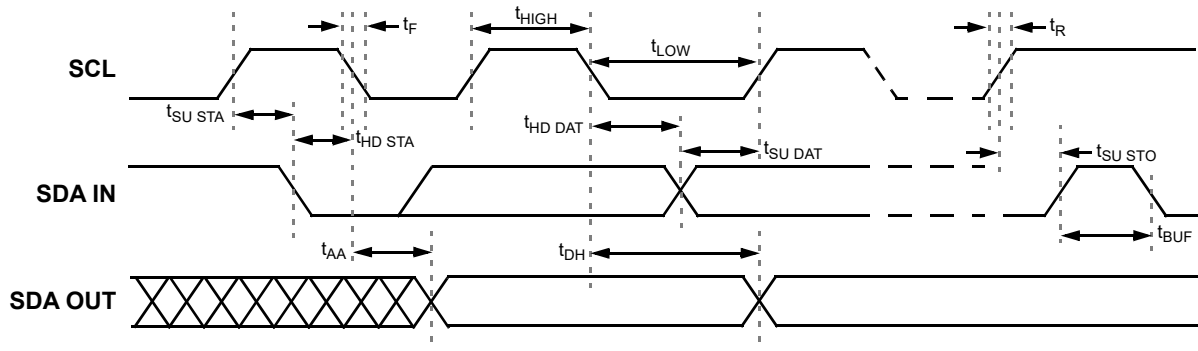 tF
tHIGH
tR
tLOW
SCL
tSU STA
tHD STA
tHD DAT
tSU DAT
tSU STO
SDA IN
tAA
tDH
tBUF
SDA OUT